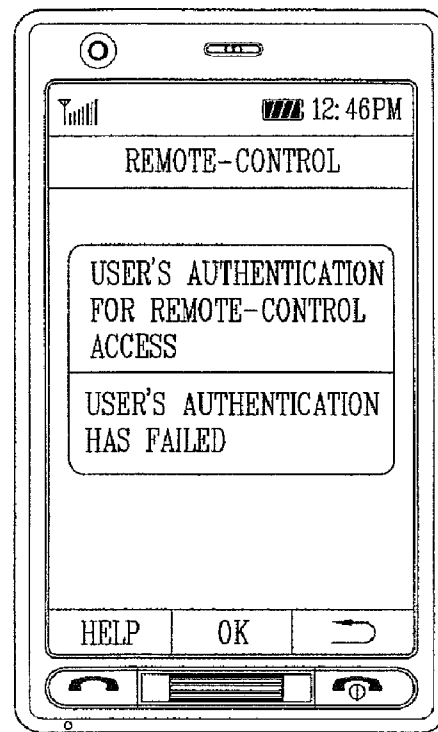 12:46PM
REMOTE-CONTROL
USER'S AUTHENTICATION
FOR REMOTE-CONTROL
ACCESS
USER'S AUTHENTICATION
HAS FAILED
HELP OK